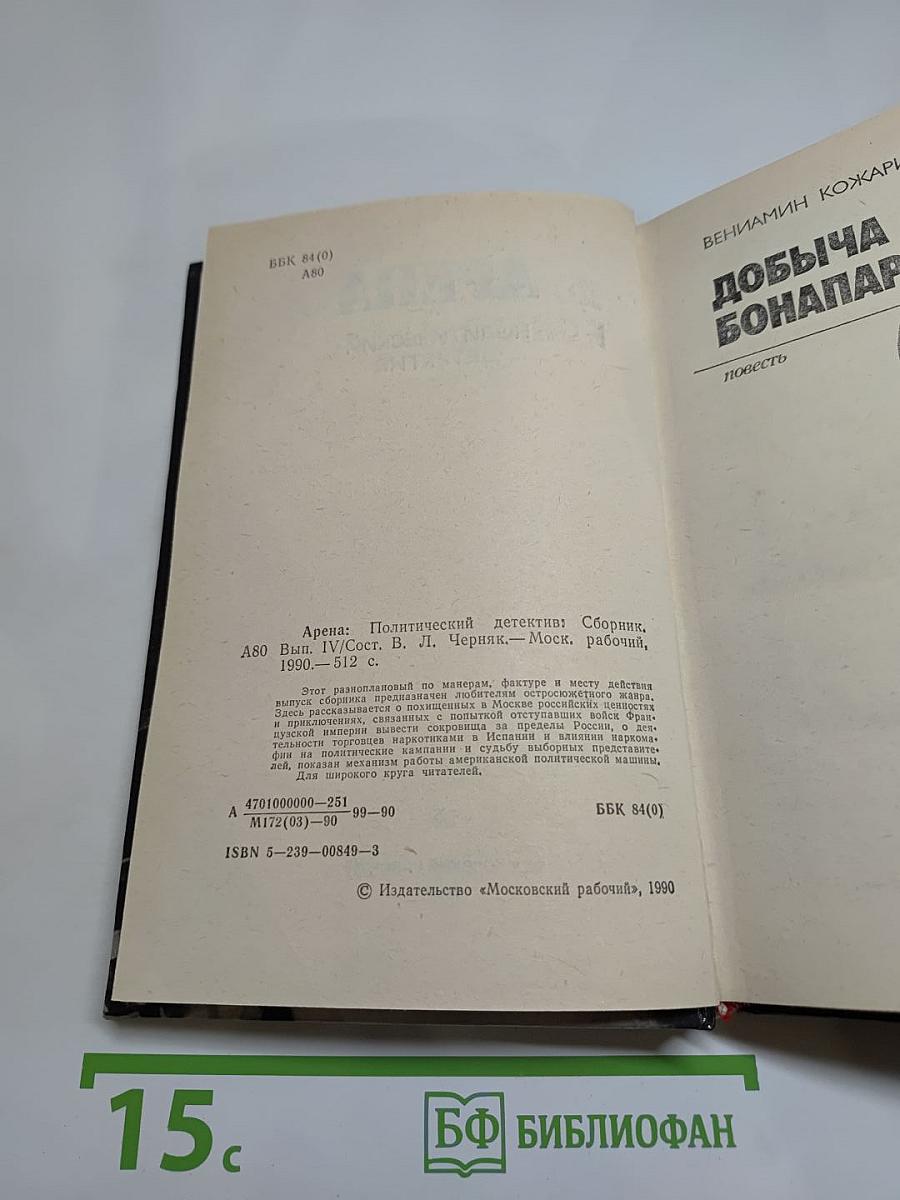 ББК 84(0)
А80
Арена: Политический детектив: Сборник.
А80 Вып. IV/Сост. В. Л. Черняк.— Моск. рабочий,
1990.— 512 с.
Этот разноплановый по манерам, фактуре и месту действия
выпуск сборника предназначен любителям остросюжетного жанра.
Здесь рассказывается о похищенных в Москве российских ценностях
и приключениях, связанных с попыткой отступавших войск Фран-
цузской империи вывести сокровища за пределы России, о дея-
тельности торговцев наркотиками в Испании и влиянии наркома-
фии на политические кампании и судьбу выборных представите-
лей, показан механизм работы американской политической машины.
Для широкого круга читателей.
А 4701000000—251
М172(03)—90 99—90
ББК 84(0)
ISBN 5—239—00849—3
© Издательство «Московский рабочий», 1990
ВЕНИАМИН КОЖАРИ
ДОБЫЧА
БОНАПАР
повесть
15 с
БФ БИБЛИОФАН